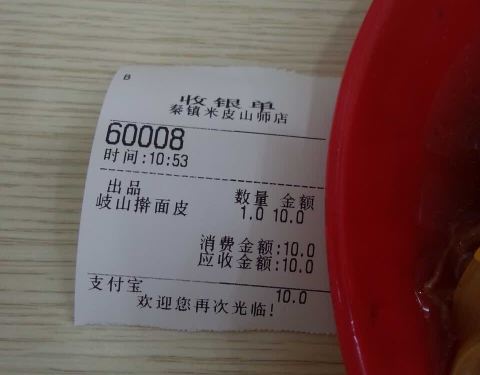 B
收银单
秦镇米皮山师店
60008
时间:10:53
出品 数量 金额
岐山擀面皮 1.0 10.0
消费金额:10.0
应收金额:10.0
支付宝 10.0
欢迎您再次光临!